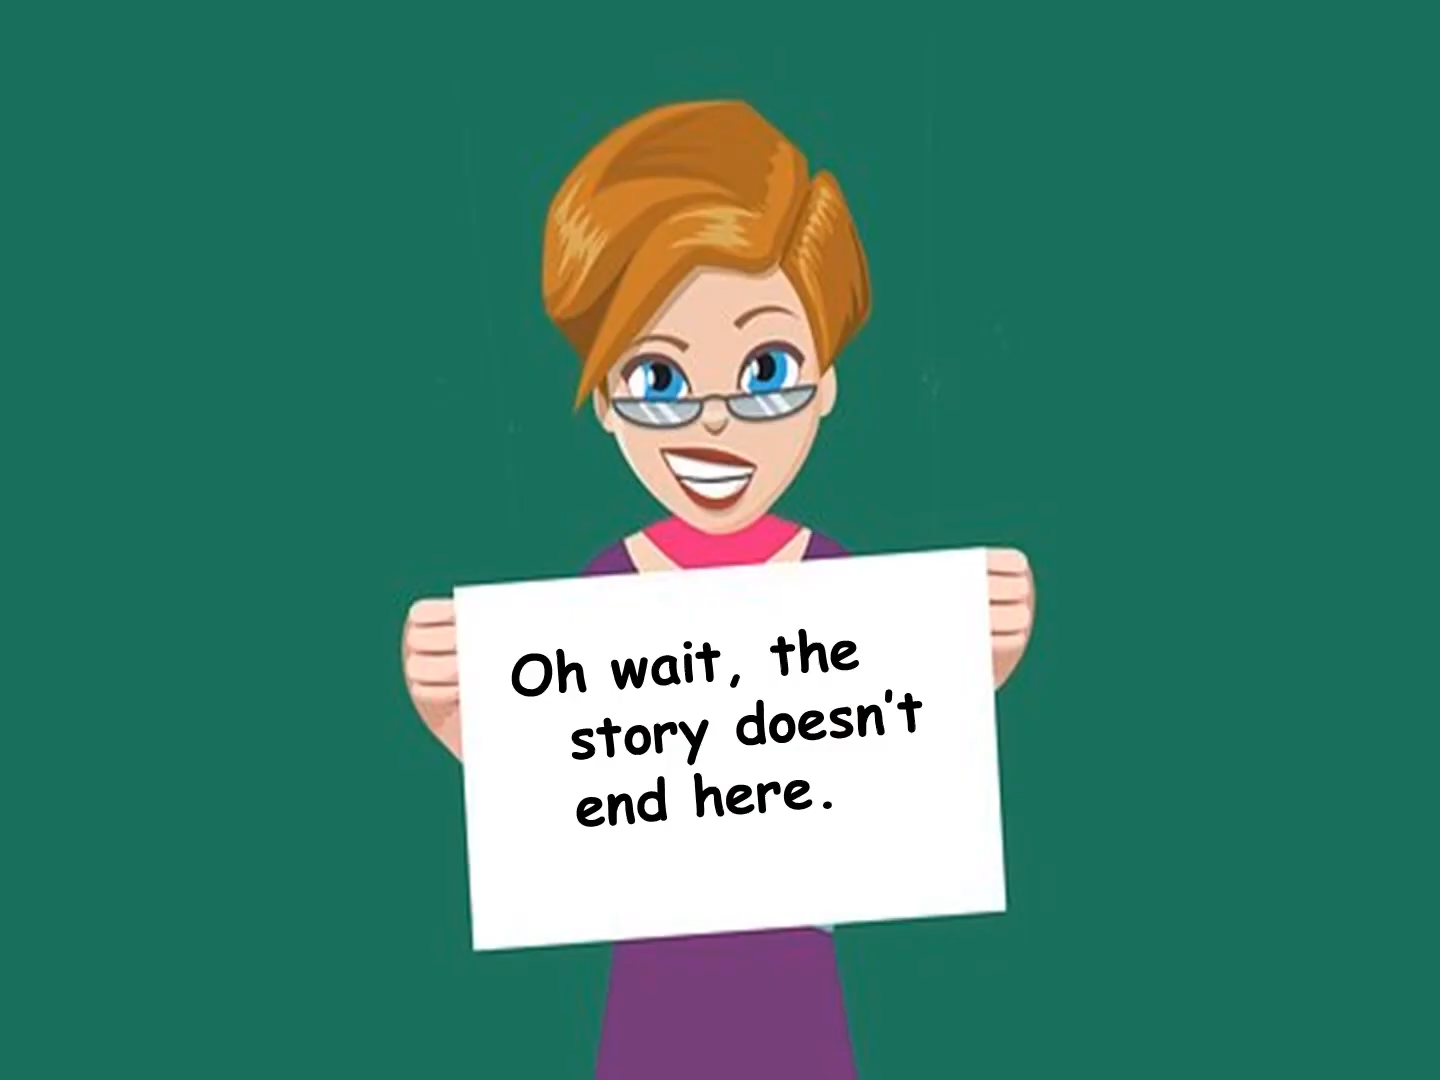 Oh wait, the
story doesn't
end here.